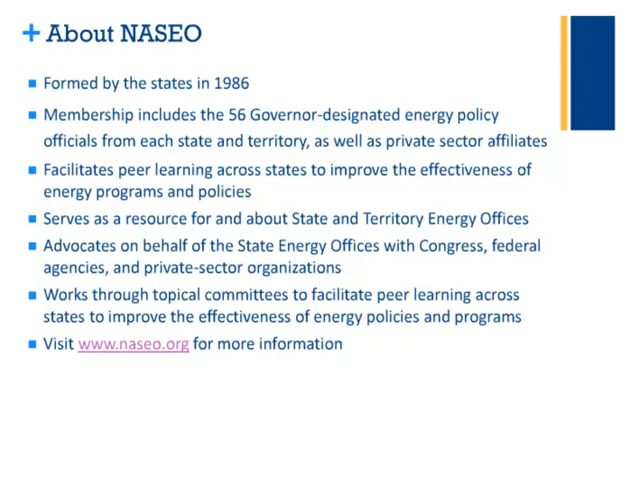 + About NASEO
■ Formed by the states in 1986
■ Membership includes the 56 Governor-designated energy policy
officials from each state and territory, as well as private sector affiliates
■ Facilitates peer learning across states to improve the effectiveness of
energy programs and policies
■ Serves as a resource for and about State and Territory Energy Offices
■ Advocates on behalf of the State Energy Offices with Congress, federal
agencies, and private-sector organizations
■ Works through topical committees to facilitate peer learning across
states to improve the effectiveness of energy policies and programs
■ Visit www.naseo.org for more information